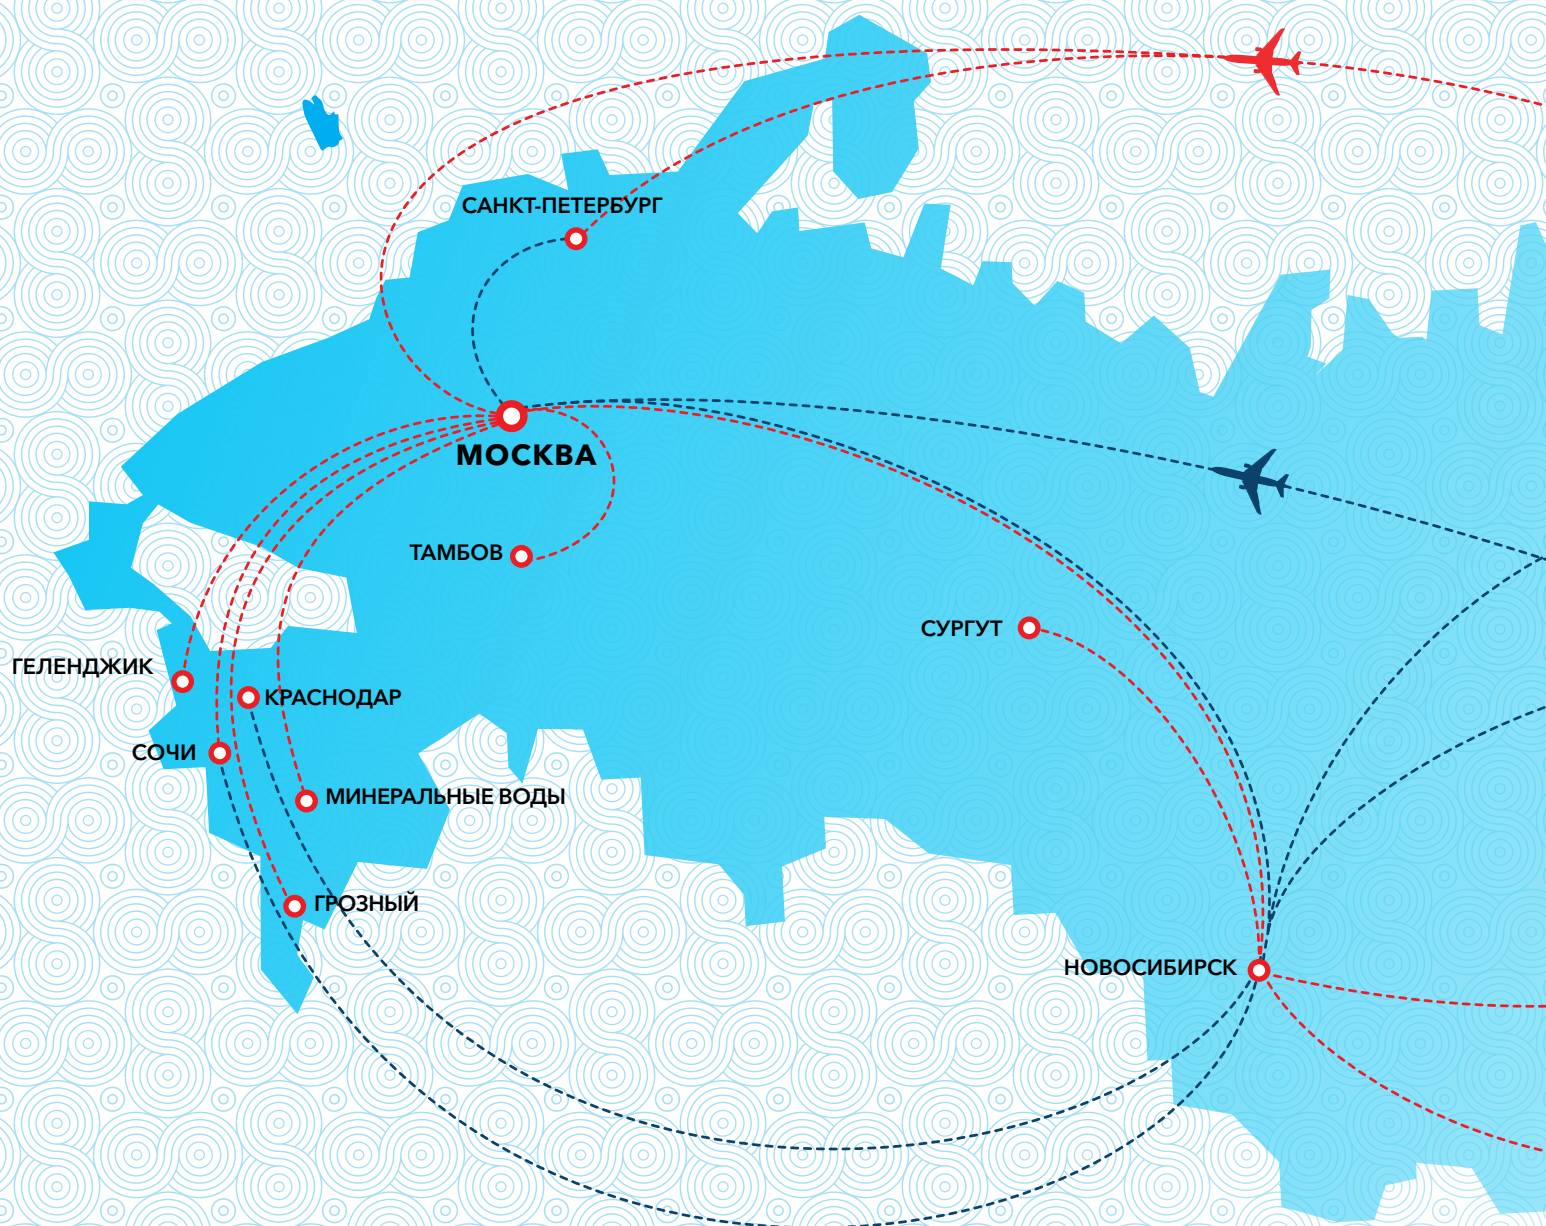 САНКТ-ПЕТЕРБУРГ
МОСКВА
ТАМБОВ
СУРГУТ
ГЕЛЕНДЖИК
КРАСНОДАР
СОЧИ
МИНЕРАЛЬНЫЕ ВОДЫ
ГРОЗНЫЙ
НОВОСИБИРСК